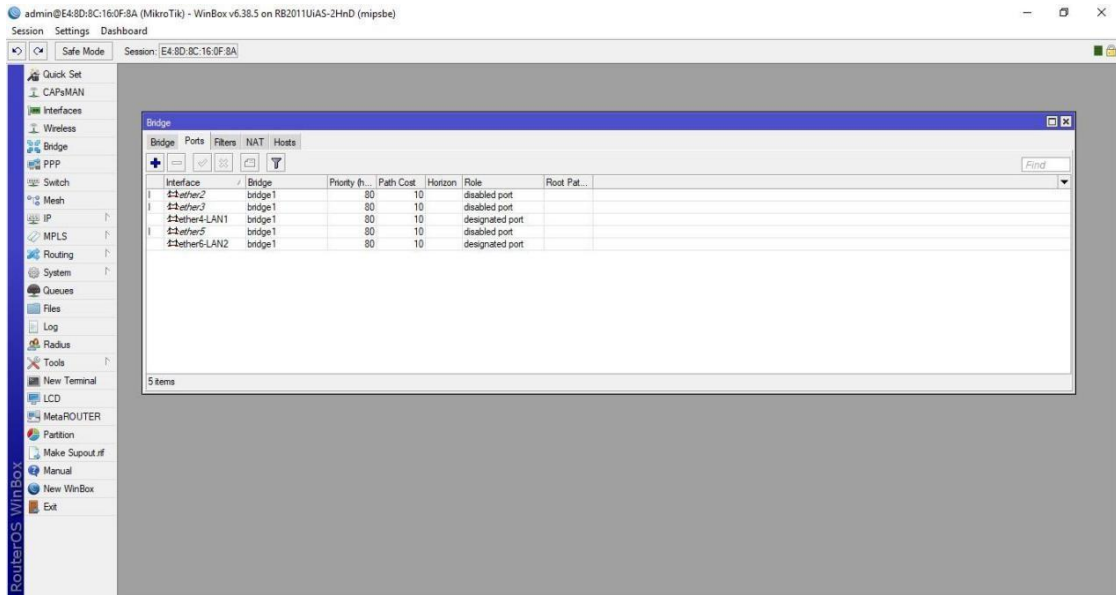 admin@E4:8D:8C:16:0F:8A (MikroTik) - WinBox v6.38.5 on RB2011UiAS-2HnD (mipsbe)
Session Settings Dashboard
Safe Mode Session: E4:8D:8C:16:0F:8A
Quick Set
CAPsMAN
Interfaces
Wireless
Bridge
PPP
Switch
Mesh
IP
MPLS
Routing
System
Queues
Files
Log
Radius
Tools
New Terminal
LCD
MetaROUTER
Partition
Make Supout.rif
Manual
New WinBox
Exit
RouterOS WinBox
Bridge
Bridge Ports Filters NAT Hosts
Find
Interface Bridge Priority (h... Path Cost Horizon Role Root Pat...
I ether2 bridge1 80 10 disabled port
I ether3 bridge1 80 10 disabled port
ether4-LAN1 bridge1 80 10 designated port
I ether5 bridge1 80 10 disabled port
ether6-LAN2 bridge1 80 10 designated port
5 items